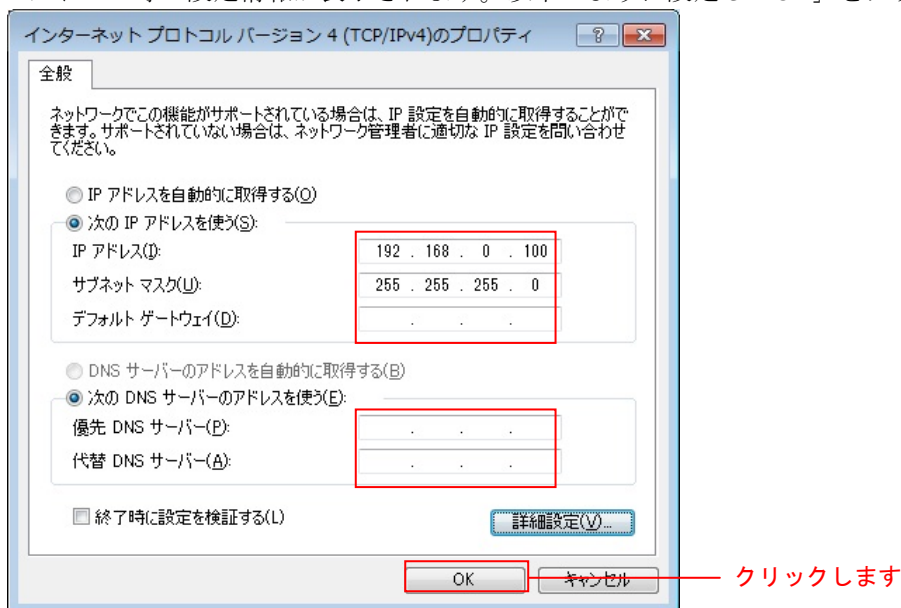 インターネット プロトコル バージョン 4 (TCP/IPv4)のプロパティ
全般
ネットワークでこの機能がサポートされている場合は、IP 設定を自動的に取得することがで
きます。サポートされていない場合は、ネットワーク管理者に適切な IP 設定を問い合わせ
てください。
IP アドレスを自動的に取得する(O)
次の IP アドレスを使う(S):
IP アドレス(I): 192 . 168 . 0 . 100
サブネット マスク(U): 255 . 255 . 255 . 0
デフォルト ゲートウェイ(D): . . .
DNS サーバーのアドレスを自動的に取得する(B)
次の DNS サーバーのアドレスを使う(E):
優先 DNS サーバー(P): . . .
代替 DNS サーバー(A): . . .
終了時に設定を検証する(L)
詳細設定(V)...
OK キャンセル クリックします